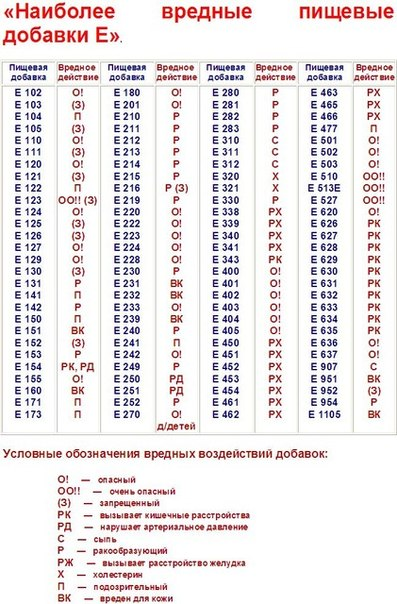 «Наиболее вредные пищевые
добавки Е».
Пищевая добавка Вредное действие Пищевая добавка Вредное действие Пищевая добавка Вредное действие Пищевая добавка Вредное действие
Е 102 О! Е 180 О! Е 280 Р Е 463 РХ
Е 103 (З) Е 201 О! Е 281 Р Е 465 РХ
Е 104 П Е 210 Р Е 282 Р Е 466 РХ
Е 105 (З) Е 211 Р Е 283 Р Е 477 П
Е 110 О! Е 212 Р Е 310 С Е 501 О!
Е 111 (З) Е 213 Р Е 311 С Е 502 О!
Е 120 О! Е 214 Р Е 312 С Е 503 О!
Е 121 (З) Е 215 Р Е 320 Х Е 510 ОО!!
Е 122 П Е 216 Р (З) Е 321 Х Е 513Е ОО!!
Е 123 ОО!! (З) Е 219 Р Е 330 Р Е 527 ОО!!
Е 124 О! Е 220 О! Е 338 РХ Е 620 О!
Е 125 (З) Е 222 О! Е 339 РХ Е 626 РК
Е 126 (З) Е 223 О! Е 340 РХ Е 627 РК
Е 127 О! Е 224 О! Е 341 РХ Е 628 РК
Е 129 О! Е 228 О! Е 343 РХ Е 629 РК
Е 130 (З) Е 230 Р Е 400 О! Е 630 РК
Е 131 Р Е 231 ВК Е 401 О! Е 631 РК
Е 141 П Е 232 ВК Е 402 О! Е 632 РК
Е 142 Р Е 233 О! Е 403 О! Е 633 РК
Е 150 П Е 239 ВК Е 404 О! Е 634 РК
Е 151 ВК Е 240 Р Е 405 О! Е 635 РК
Е 152 (З) Е 241 П Е 450 РХ Е 636 О!
Е 153 Р Е 242 О! Е 451 РХ Е 637 О!
Е 154 РК, РД Е 249 Р Е 452 РХ Е 907 С
Е 155 О! Е 250 РД Е 453 РХ Е 951 ВК
Е 160 ВК Е 251 РД Е 454 РХ Е 952 (З)
Е 171 П Е 252 Р Е 461 РХ Е 954 Р
Е 173 П Е 270 О! Е 462 РХ Е 1105 ВК
д/детей
Условные обозначения вредных воздействий добавок:
О! — опасный
ОО!! — очень опасный
(З) — запрещенный
РК — вызывает кишечные расстройства
РД — нарушает артериальное давление
С — сыпь
Р — ракообразующий
РЖ — вызывает расстройство желудка
Х — холестерин
П — подозрительный
ВК — вреден для кожи